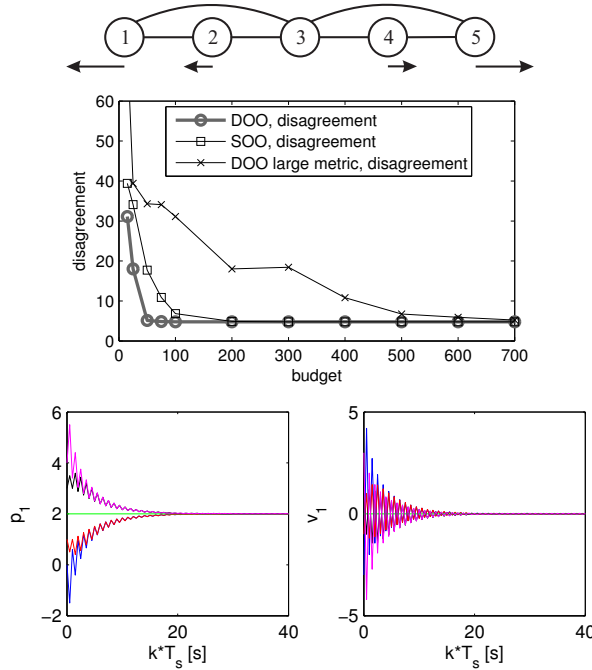 1 2 3 4 5
60
50
40
30
20
10
0
disagreement
DOO, disagreement
SOO, disagreement
DOO large metric, disagreement
0 100 200 300 400 500 600 700
budget
6
4
2
0
−2
p1
0 20 40
k*Ts [s]
5
0
−5
v1
0 20 40
k*Ts [s]